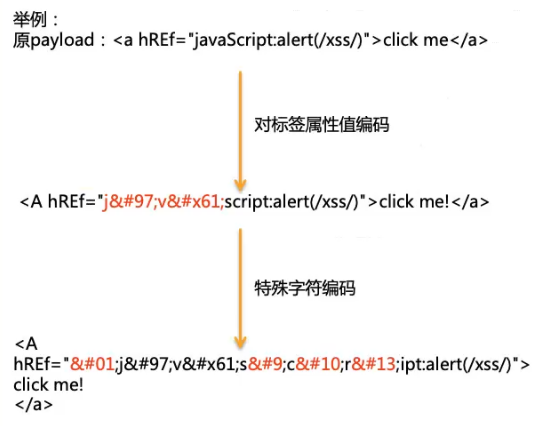 举例：
原payload：<a hREf="javaScript:alert(/xss/)">click me</a>
对标签属性值编码
<A hREf="j&#97;v&#x61;script:alert(/xss/)">click me!</a>
特殊字符编码
<A
hREf="&#01;j&#97;v&#x61;s&#9;c&#10;r&#13;ipt:alert(/xss/)">
click me!
</a>